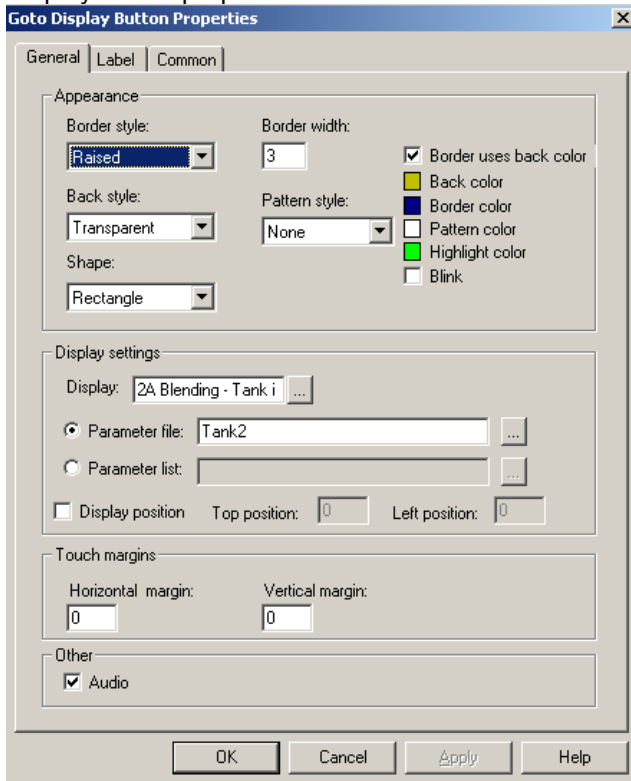 Goto Display Button Properties
General Label Common
Appearance
Border style: Border width:
Raised 3 Border uses back color
Back color
Back style: Pattern style: Border color
Transparent None Pattern color
Highlight color
Shape: Blink
Rectangle
Display settings
Display: 2A Blending - Tank i ...
Parameter file: Tank2 ...
Parameter list: ...
Display position Top position: 0 Left position: 0
Touch margins
Horizontal margin: Vertical margin:
0 0
Other
Audio
OK Cancel Apply Help